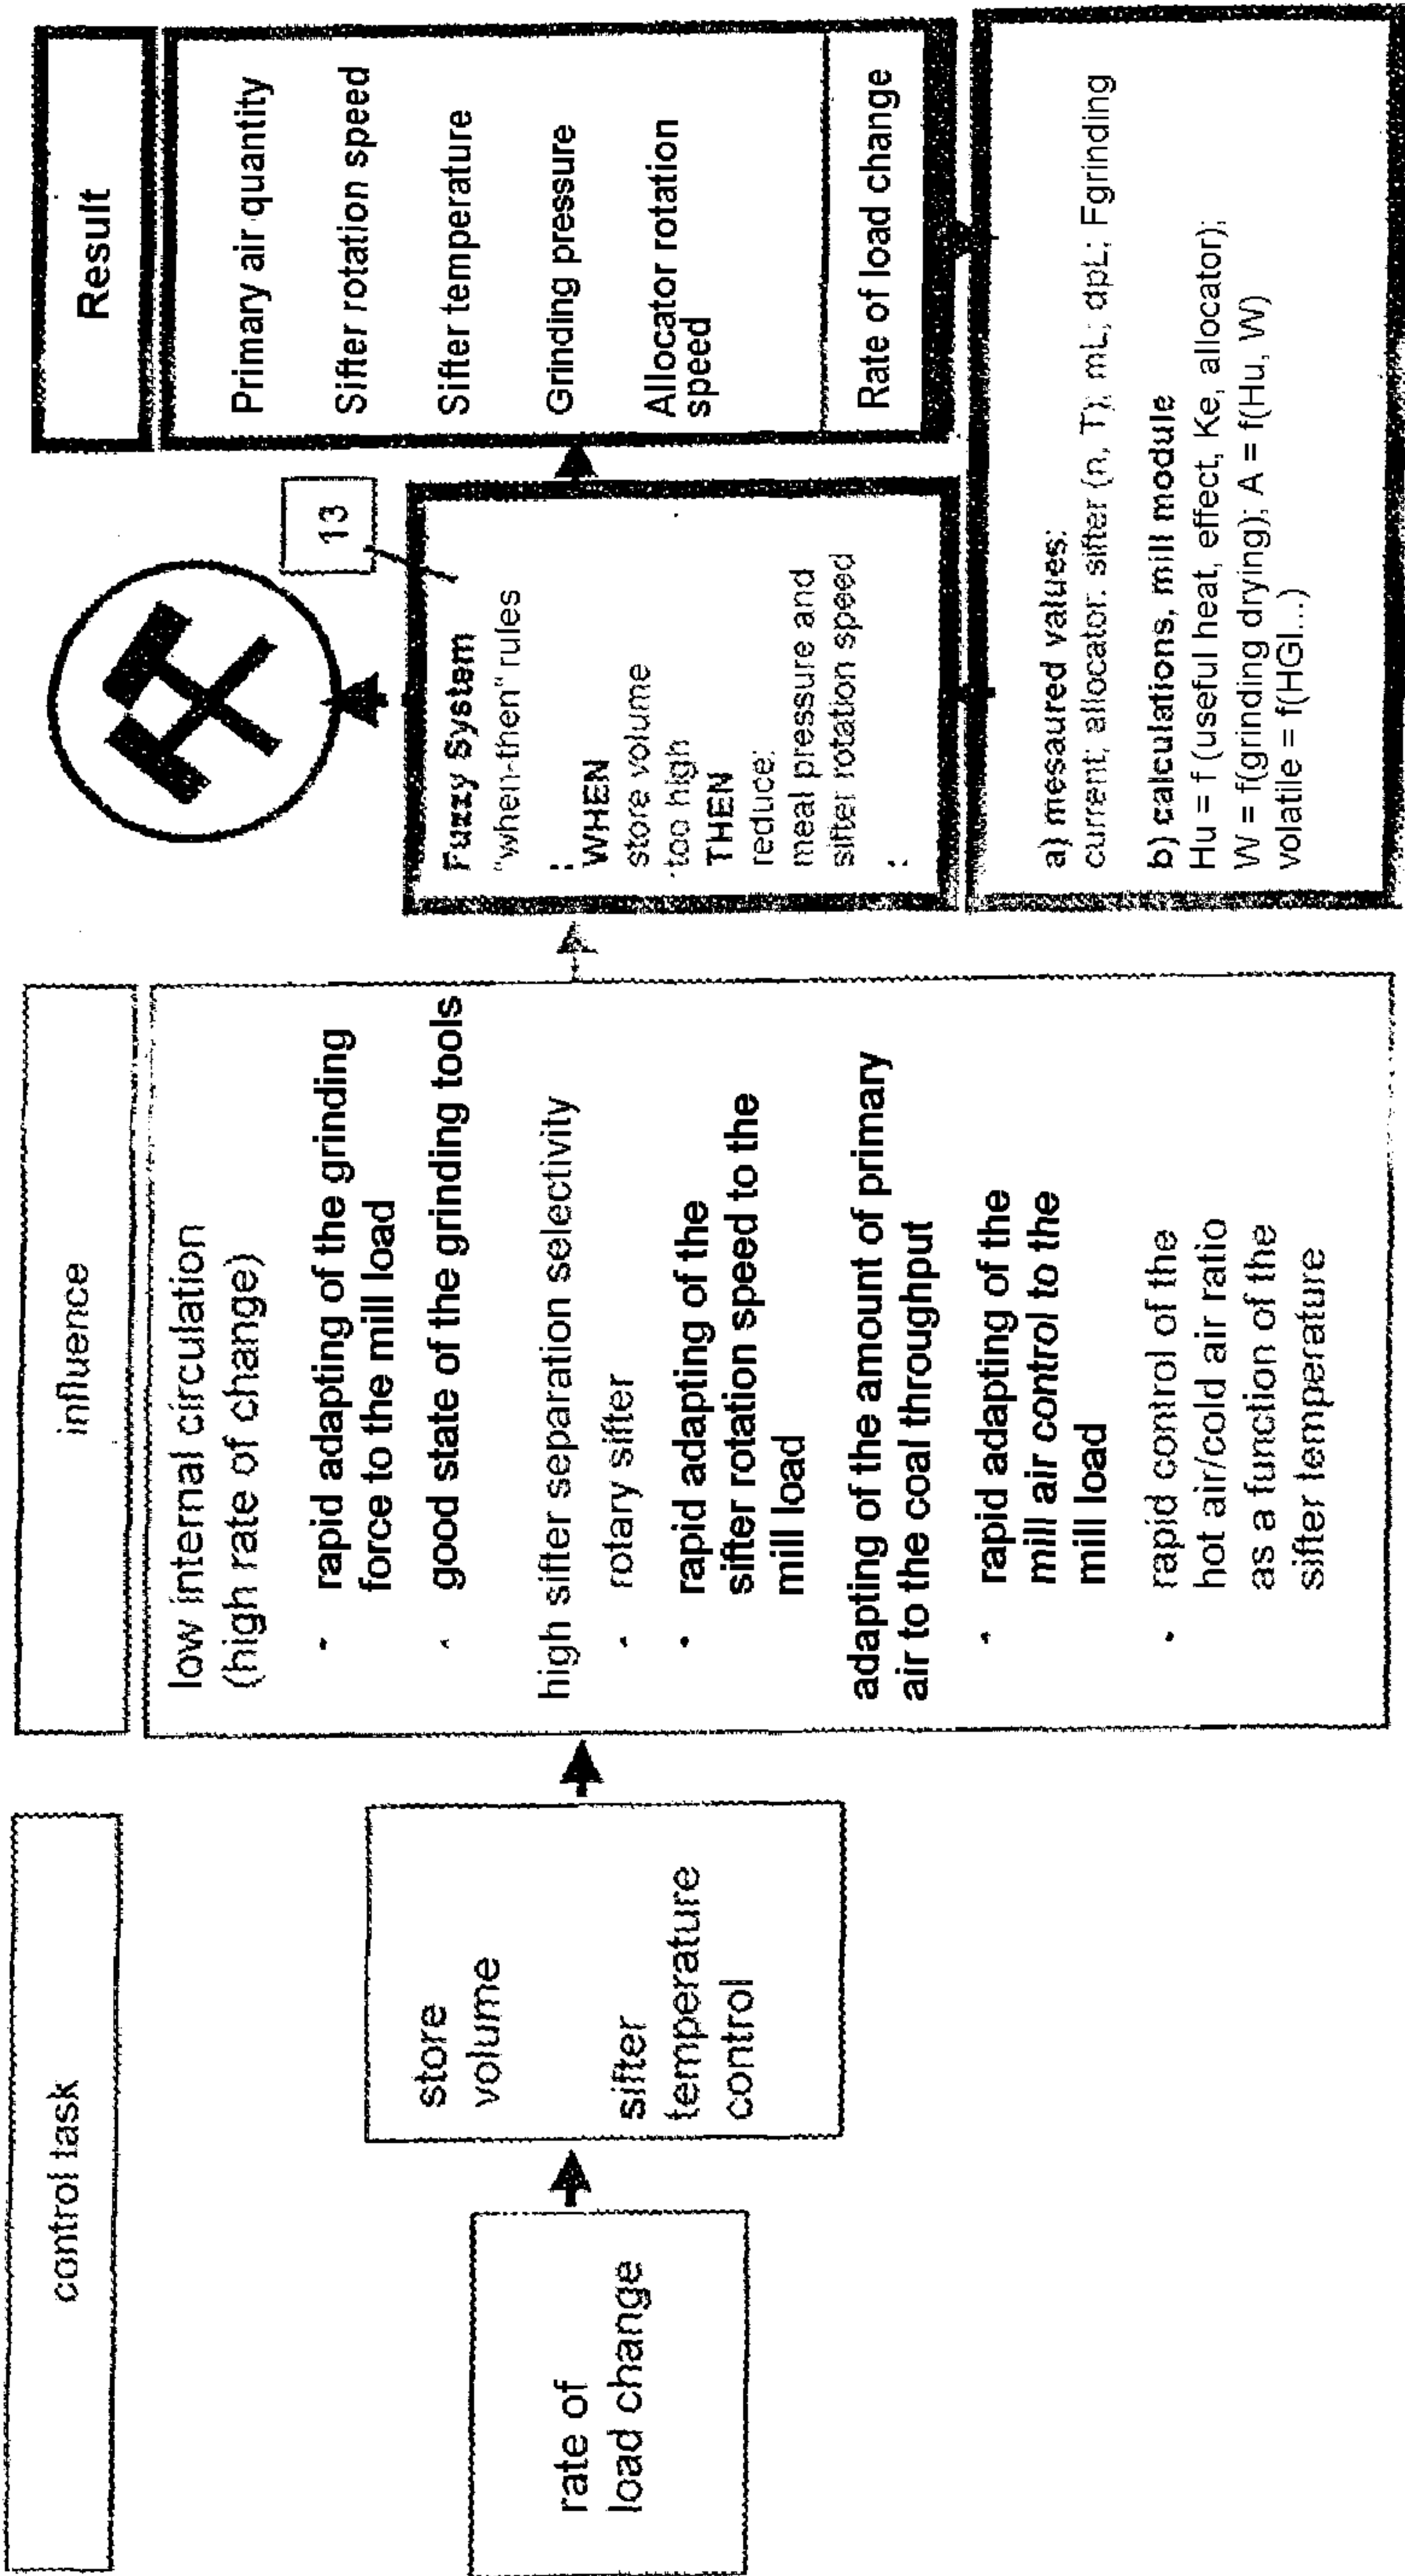 control task
rate of
load change
store
volume
sifter
temperature
control
influence
low internal circulation
(high rate of change)
rapid adapting of the grinding
force to the mill load
good state of the grinding tools
high sifter separation selectivity
rotary sifter
rapid adapting of the
sifter rotation speed to the
mill load
adapting of the amount of primary
air to the coal throughput
rapid adapting of the
mill air control to the
mill load
rapid control of the
hot air/cold air ratio
as a function of the
sifter temperature
13
Fuzzy System
"when-then" rules
:
WHEN
store volume
too high
THEN
reduce:
meal pressure and
sifter rotation speed
:
Result
Primary air quantity
Sifter rotation speed
Sifter temperature
Grinding pressure
Allocator rotation
speed
Rate of load change
a) mesaured values:
current; allocator: sifter (n, T); mL; dpL; Fgrinding
b) calculations, mill module
Hu = f (useful heat, effect, Ke, allocator);
W = f(grinding drying); A = f(Hu, W)
volatile = f(HGI...)